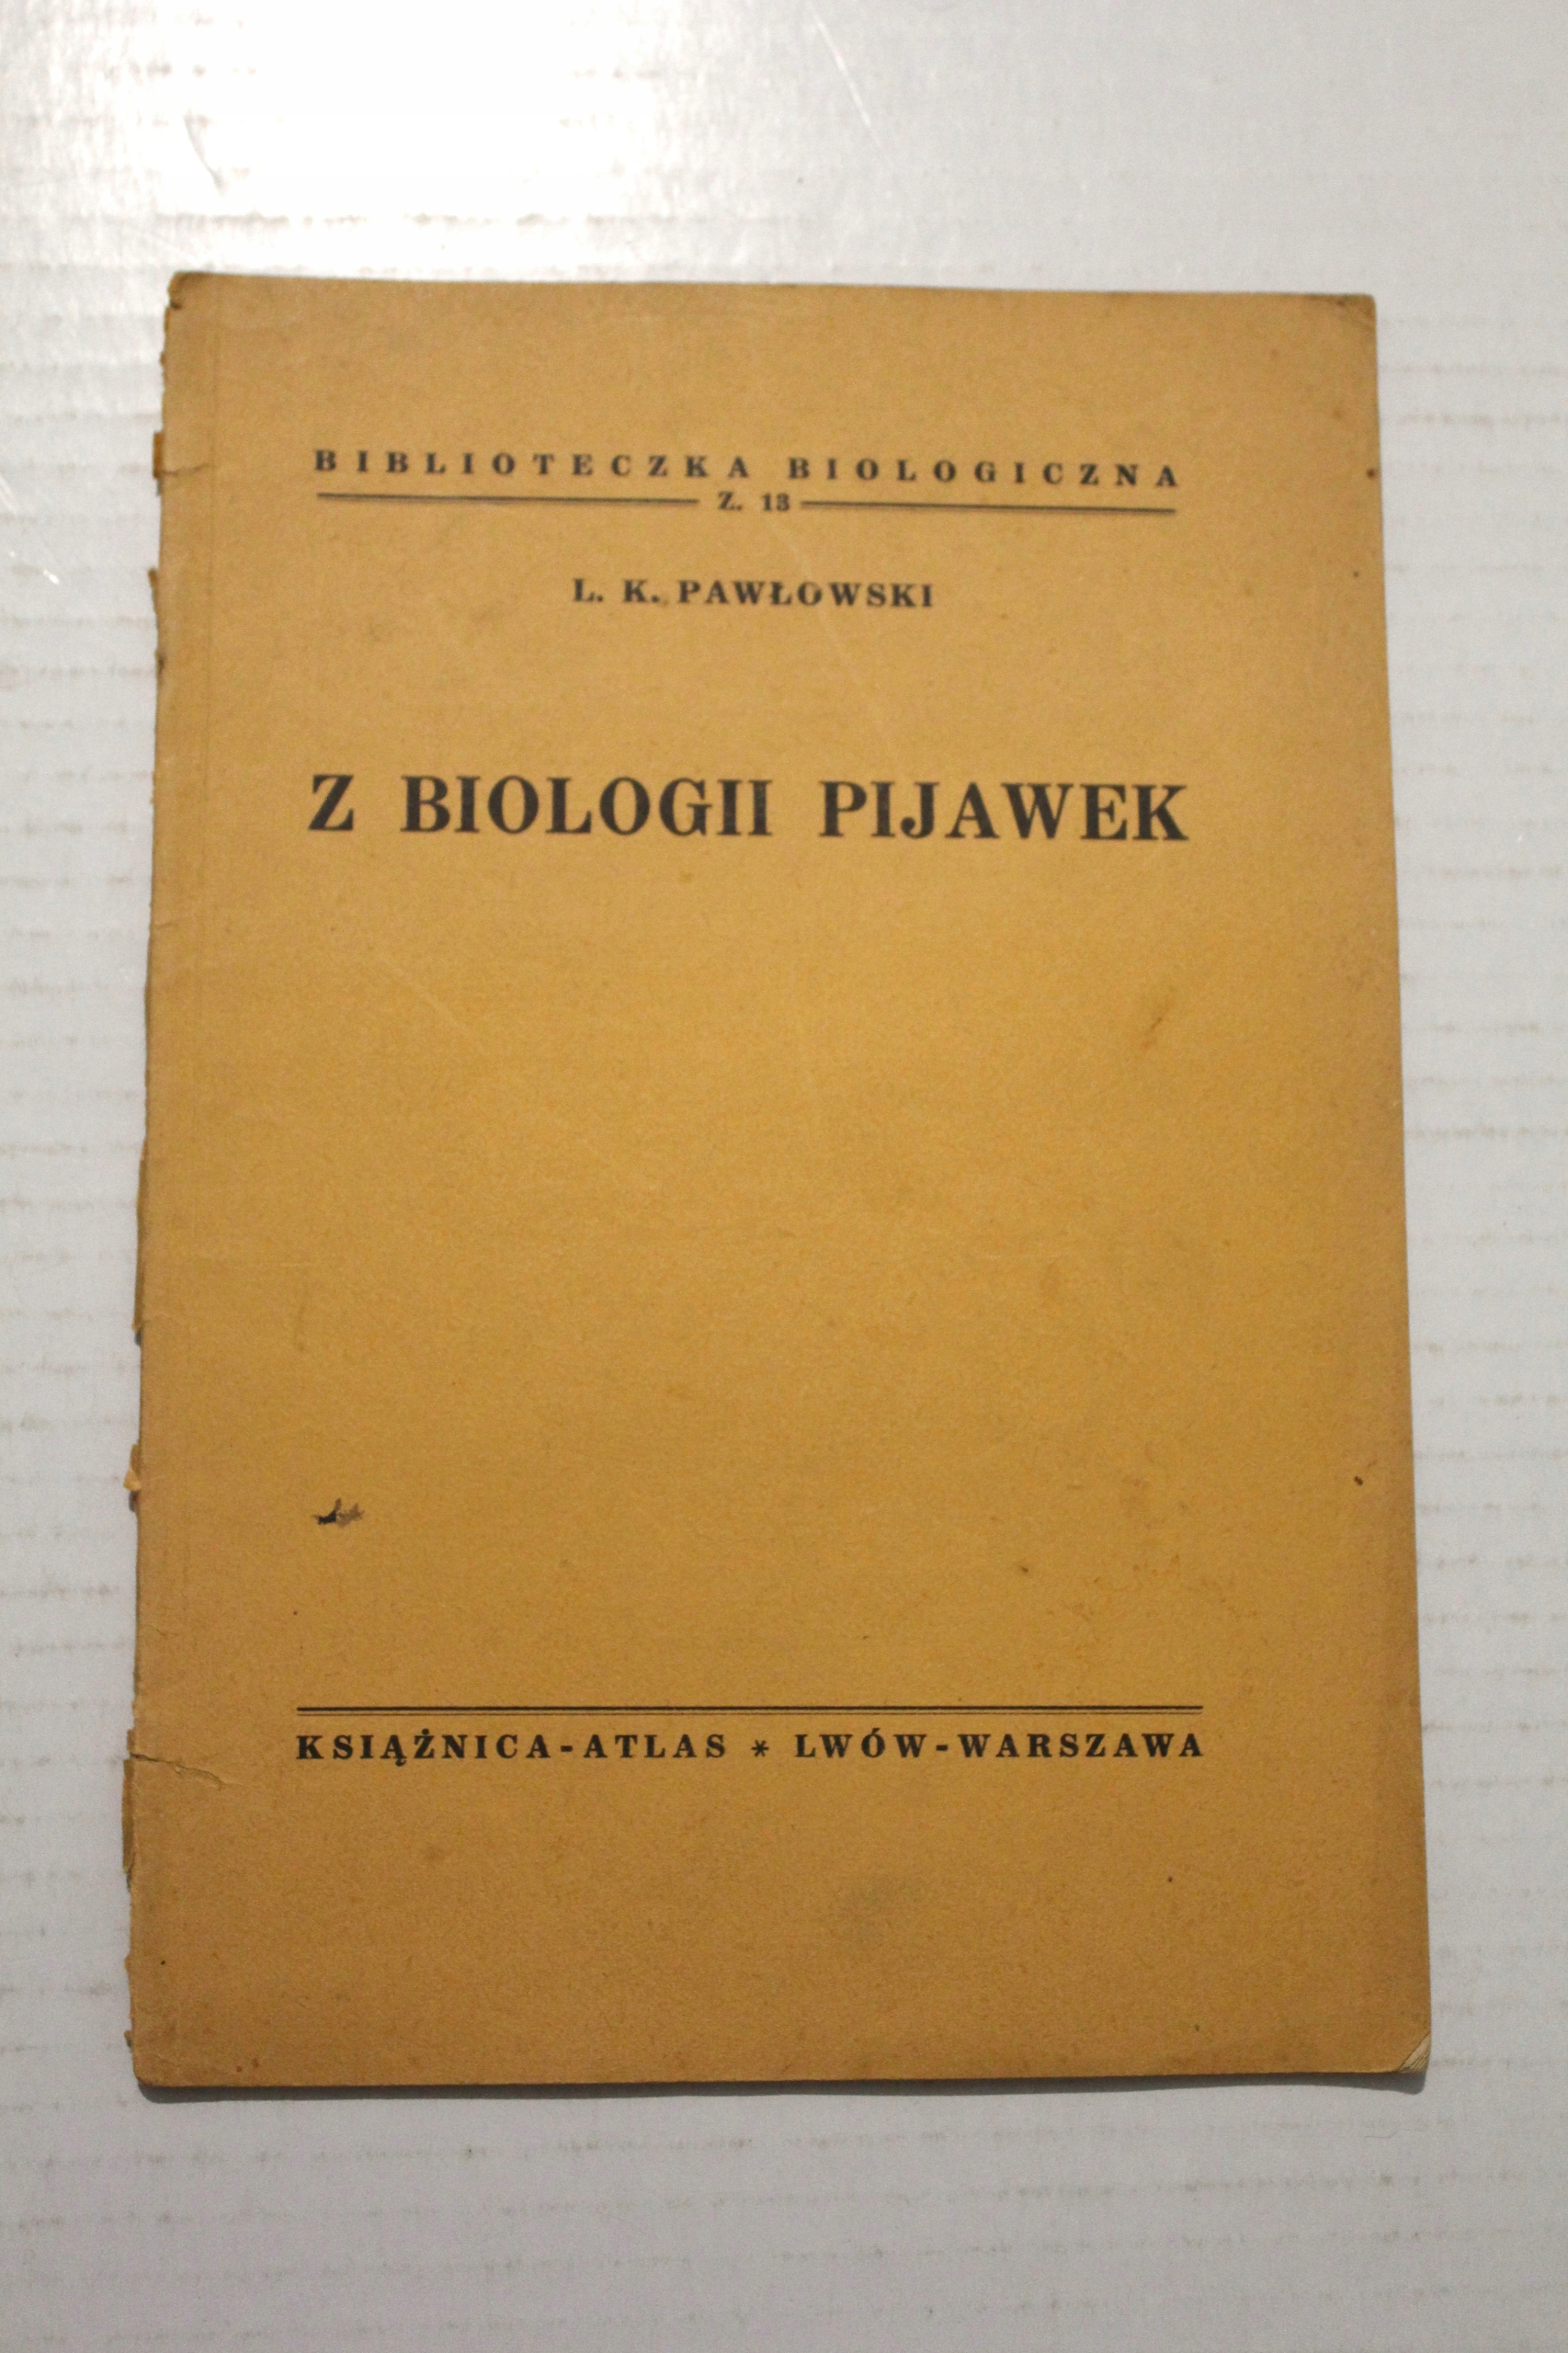 BIBLIOTECZKA BIOLOGICZNA
Z. 13
L. K. PAWŁOWSKI
Z BIOLOGII PIJAWEK
KSIĄŻNICA-ATLAS * LWÓW-WARSZAWA